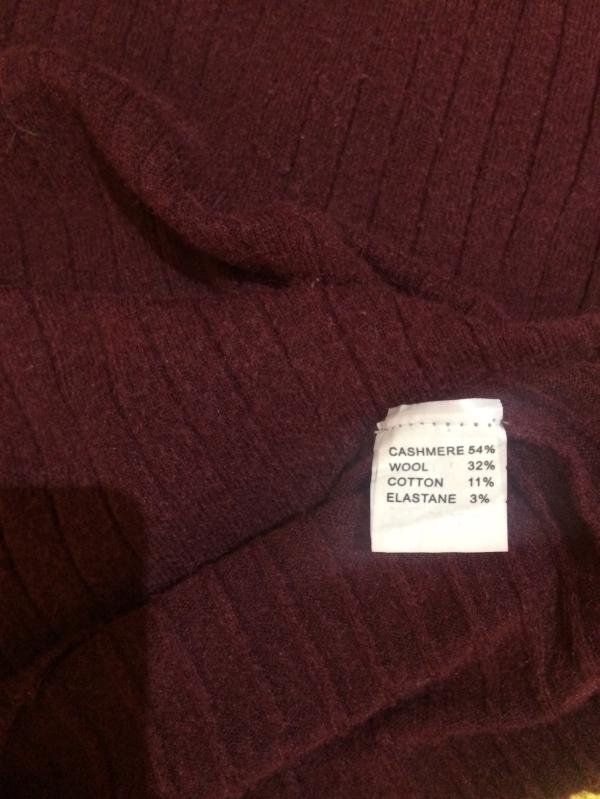 CASHMERE 54%
WOOL 32%
COTTON 11%
ELASTANE 3%